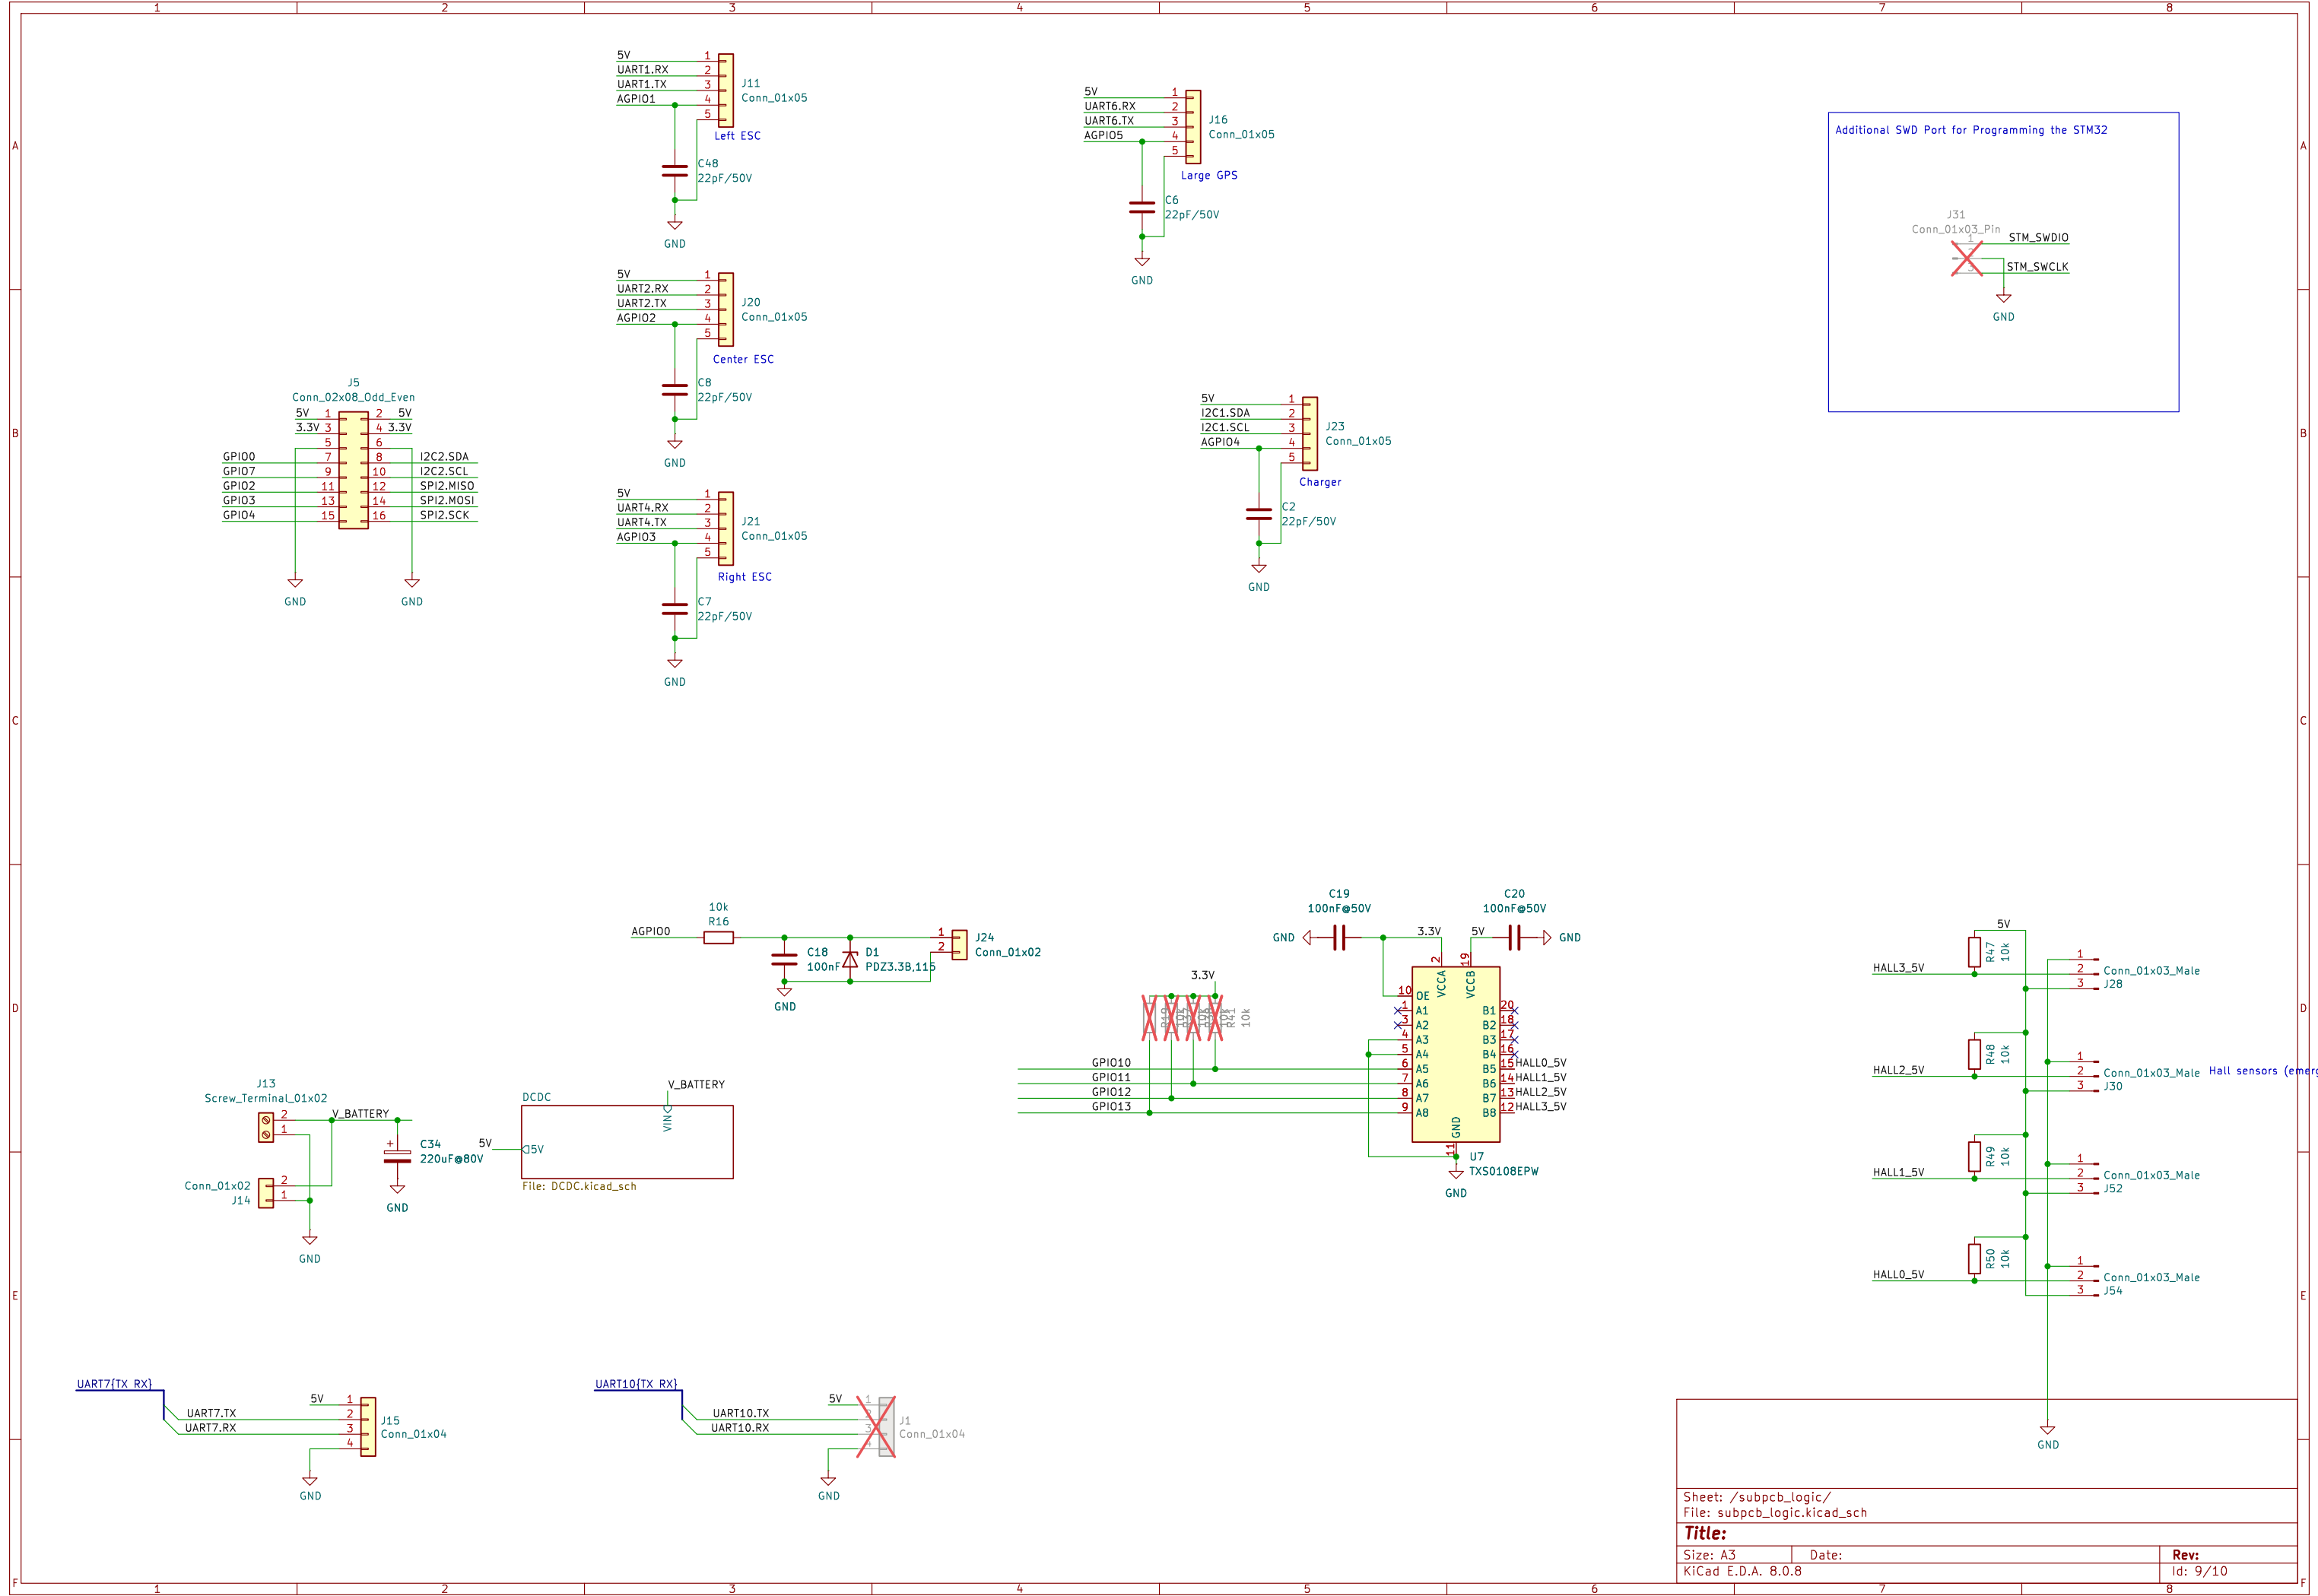 1 2 3 4 5 6 7 8
A
B
C
D
E
F
5V
UART1.RX
UART1.TX
AGPIO1
1
2
3
4
5
J11
Conn_01x05
Left ESC
C48
22pF/50V
GND
5V
UART6.RX
UART6.TX
AGPIO5
1
2
3
4
5
J16
Conn_01x05
Large GPS
C6
22pF/50V
GND
Additional SWD Port for Programming the STM32
J31
Conn_01x03_Pin
1
3
STM_SWDIO
STM_SWCLK
GND
5V
UART2.RX
UART2.TX
AGPIO2
1
2
3
4
5
J20
Conn_01x05
Center ESC
C8
22pF/50V
GND
J5
Conn_02x08_Odd_Even
5V 1 2 5V
3.3V 3 4 3.3V
5 6
GPIO0 7 8 I2C2.SDA
GPIO7 9 10 I2C2.SCL
GPIO2 11 12 SPI2.MISO
GPIO3 13 14 SPI2.MOSI
GPIO4 15 16 SPI2.SCK
GND GND
5V
I2C1.SDA
I2C1.SCL
AGPIO4
1
2
3
4
5
J23
Conn_01x05
Charger
C2
22pF/50V
GND
5V
UART4.RX
UART4.TX
AGPIO3
1
2
3
4
5
J21
Conn_01x05
Right ESC
C7
22pF/50V
GND
10k
R16
AGPIO0
C18
100nF
D1
PDZ3.3B,115
1
2
J24
Conn_01x02
GND
C19
100nF@50V
C20
100nF@50V
GND
3.3V
5V
GND
3.3V
R41
10k
2
VCCA
19
VCCB
10 OE
1 A1 B1 20
3 A2 B2 18
4 A3 B3 17
5 A4 B4 16
GPIO10 6 A5 B5 15 HALL0_5V
GPIO11 7 A6 B6 14 HALL1_5V
GPIO12 8 A7 B7 13 HALL2_5V
GPIO13 9 A8 B8 12 HALL3_5V
GND
11
U7
TXS0108EPW
GND
5V
R47
10k
HALL3_5V
1
2
3
Conn_01x03_Male
J28
R48
10k
HALL2_5V
1
2
3
Conn_01x03_Male
J30
Hall sensors (emerg
R49
10k
HALL1_5V
1
2
3
Conn_01x03_Male
J52
R50
10k
HALL0_5V
1
2
3
Conn_01x03_Male
J54
GND
J13
Screw_Terminal_01x02
2
1
V_BATTERY
C34
220uF@80V
GND
Conn_01x02
J14
2
1
GND
V_BATTERY
DCDC
VIN
5V
5V
File: DCDC.kicad_sch
UART7{TX RX}
5V
UART7.TX
UART7.RX
1
2
3
4
J15
Conn_01x04
GND
UART10{TX RX}
5V
UART10.TX
UART10.RX
1
3
J1
Conn_01x04
GND
Sheet: /subpcb_logic/
File: subpcb_logic.kicad_sch
Title:
Size: A3 Date: Rev:
KiCad E.D.A. 8.0.8 Id: 9/10
A
B
C
D
E
F
1 2 3 4 5 6 7 8